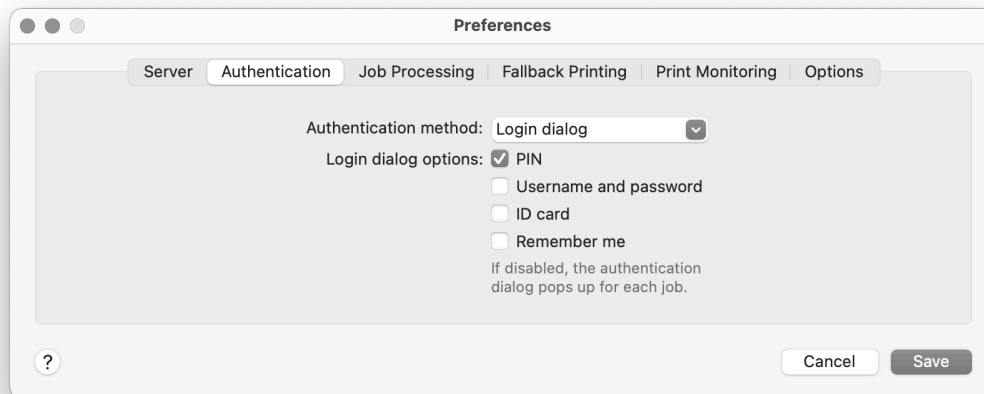 Preferences
Server Authentication Job Processing Fallback Printing Print Monitoring Options
Authentication method: Login dialog
Login dialog options: PIN
Username and password
ID card
Remember me
If disabled, the authentication
dialog pops up for each job.
? Cancel Save